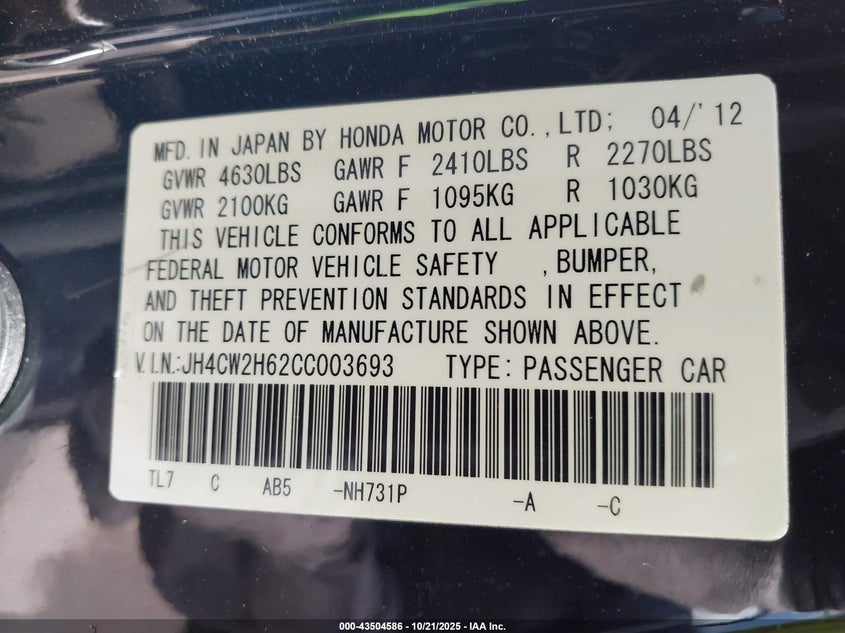 MFD. IN JAPAN BY HONDA MOTOR CO., LTD; 04/'12
GVWR 4630LBS GAWR F 2410LBS R 2270LBS
GVWR 2100KG GAWR F 1095KG R 1030KG
THIS VEHICLE CONFORMS TO ALL APPLICABLE
FEDERAL MOTOR VEHICLE SAFETY , BUMPER,
AND THEFT PREVENTION STANDARDS IN EFFECT
ON THE DATE OF MANUFACTURE SHOWN ABOVE.
V.I.N.:JH4CW2H62CC003693 TYPE: PASSENGER CAR
TL7 C AB5 -NH731P -A -C
000-43504586 - 10/21/2025 - IAA Inc.